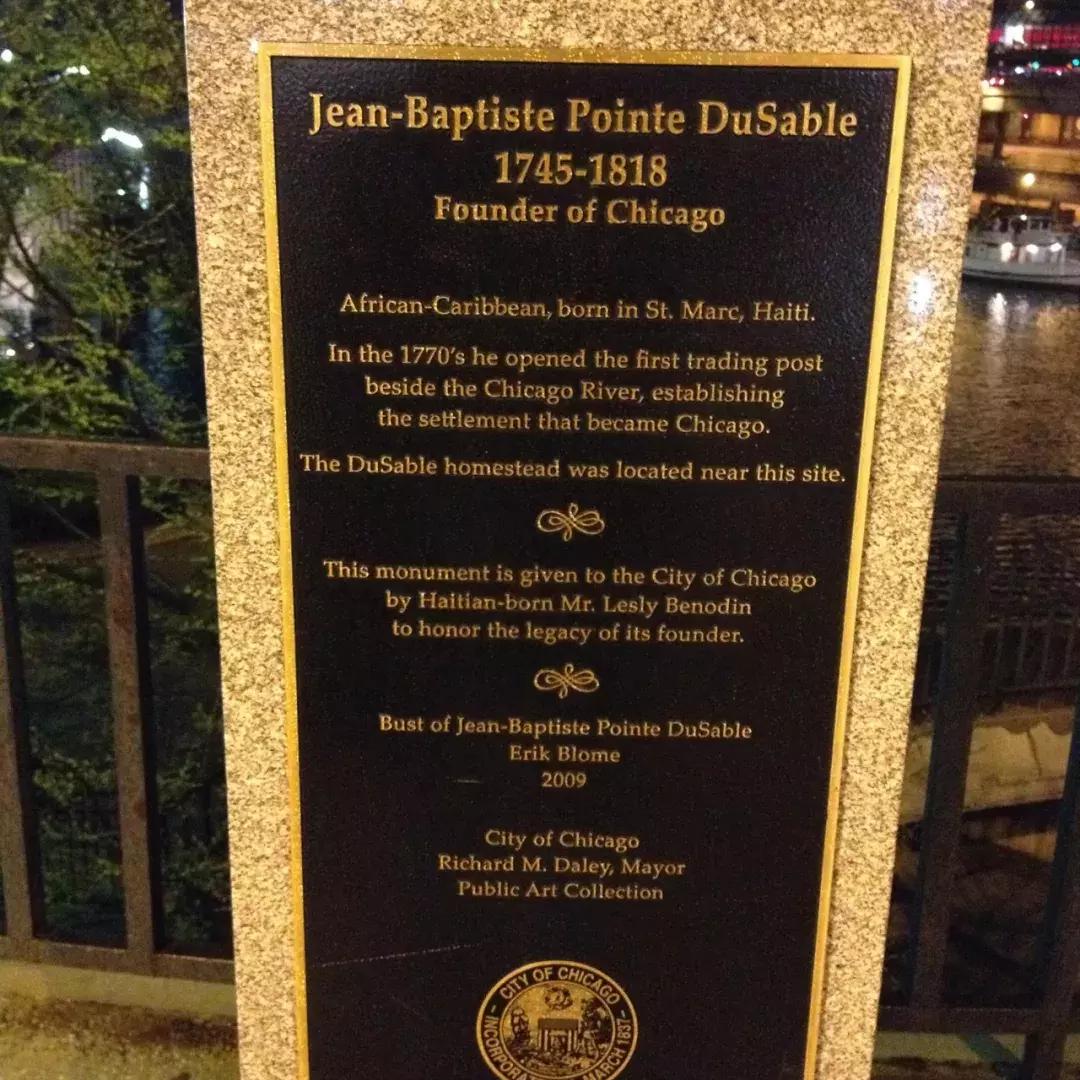 Jean-Baptiste Pointe DuSable
1745-1818
Founder of Chicago
African-Caribbean, born in St. Marc, Haiti.
In the 1770's he opened the first trading post
beside the Chicago River, establishing
the settlement that became Chicago.
The DuSable homestead was located near this site.
This monument is given to the City of Chicago
by Haitian-born Mr. Lesly Benodin
to honor the legacy of its founder.
Bust of Jean-Baptiste Pointe DuSable
Erik Blome
2009
City of Chicago
Richard M. Daley, Mayor
Public Art Collection
CITY OF CHICAGO
MARCH 1837